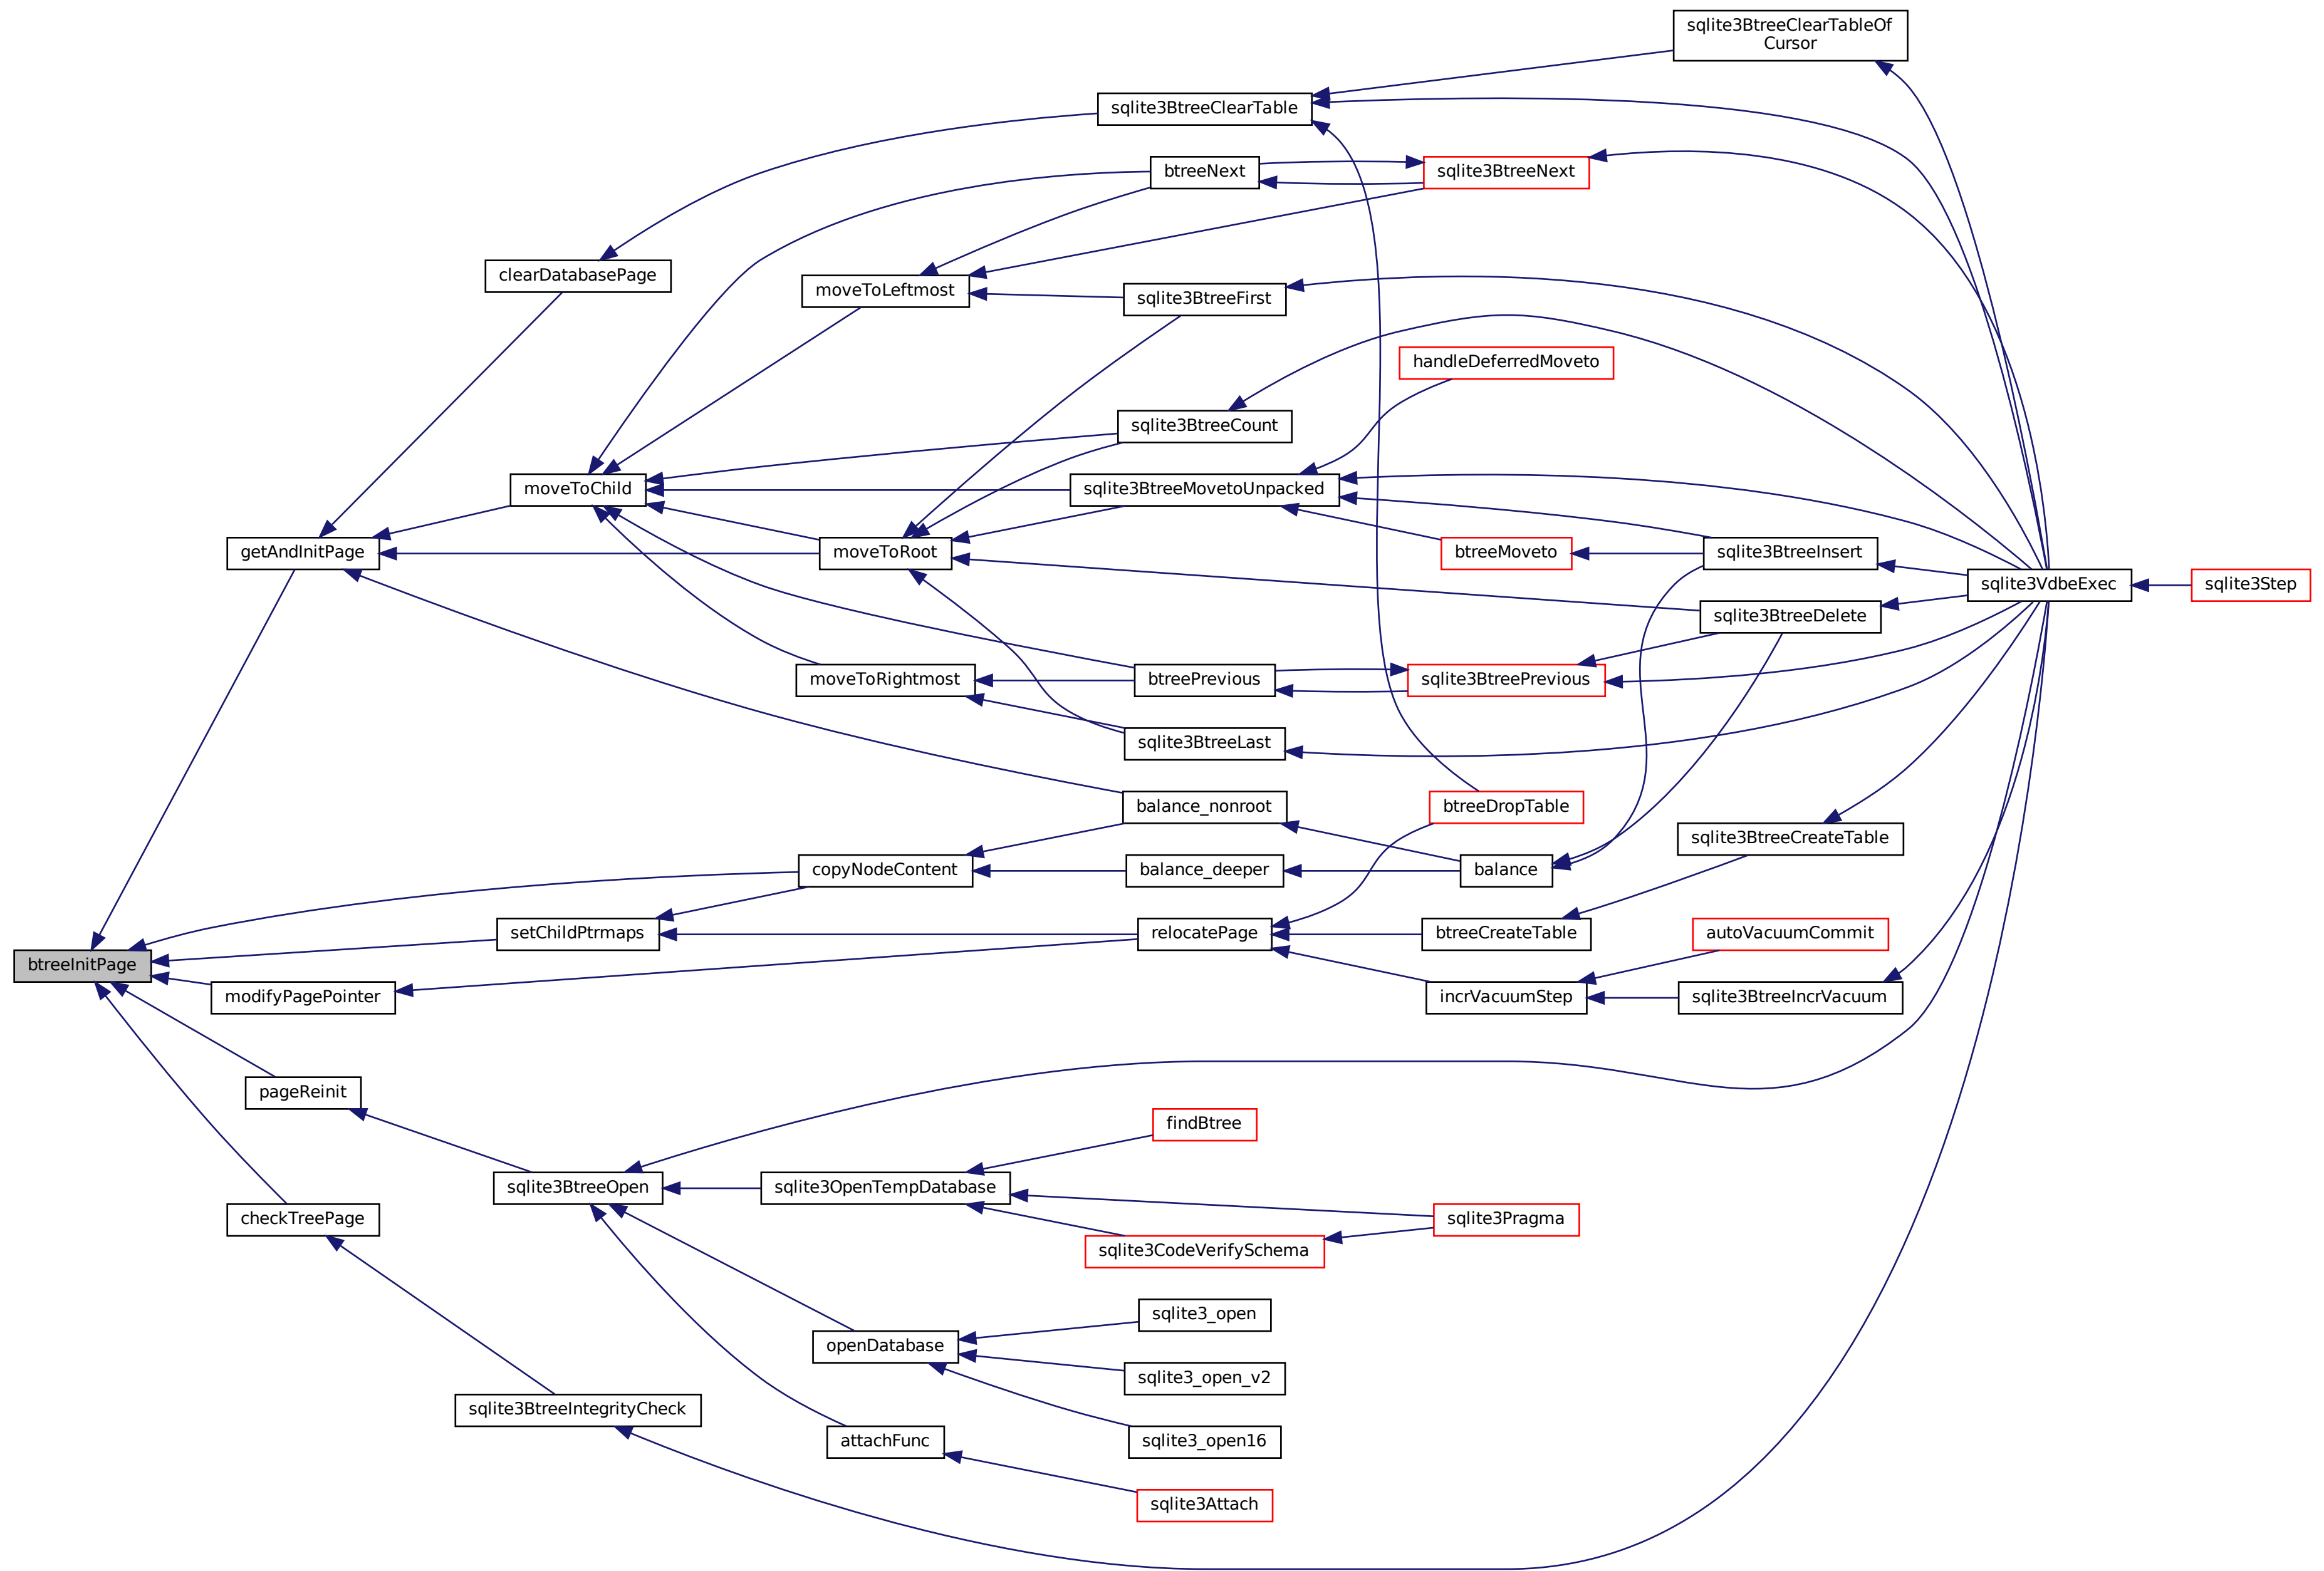 sqlite3BtreeClearTableOf
Cursor
sqlite3BtreeClearTable
btreeNext
sqlite3BtreeNext
clearDatabasePage
moveToLeftmost
sqlite3BtreeFirst
handleDeferredMoveto
sqlite3BtreeCount
moveToChild
sqlite3BtreeMovetoUnpacked
getAndInitPage
moveToRoot
btreeMoveto
sqlite3BtreeInsert
sqlite3VdbeExec
sqlite3Step
sqlite3BtreeDelete
moveToRightmost
btreePrevious
sqlite3BtreePrevious
sqlite3BtreeLast
balance_nonroot
btreeDropTable
sqlite3BtreeCreateTable
copyNodeContent
balance_deeper
balance
setChildPtrmaps
relocatePage
btreeCreateTable
autoVacuumCommit
btreeInitPage
modifyPagePointer
incrVacuumStep
sqlite3BtreeIncrVacuum
pageReinit
findBtree
sqlite3BtreeOpen
sqlite3OpenTempDatabase
checkTreePage
sqlite3Pragma
sqlite3CodeVerifySchema
sqlite3_open
openDatabase
sqlite3_open_v2
sqlite3BtreeIntegrityCheck
attachFunc
sqlite3_open16
sqlite3Attach